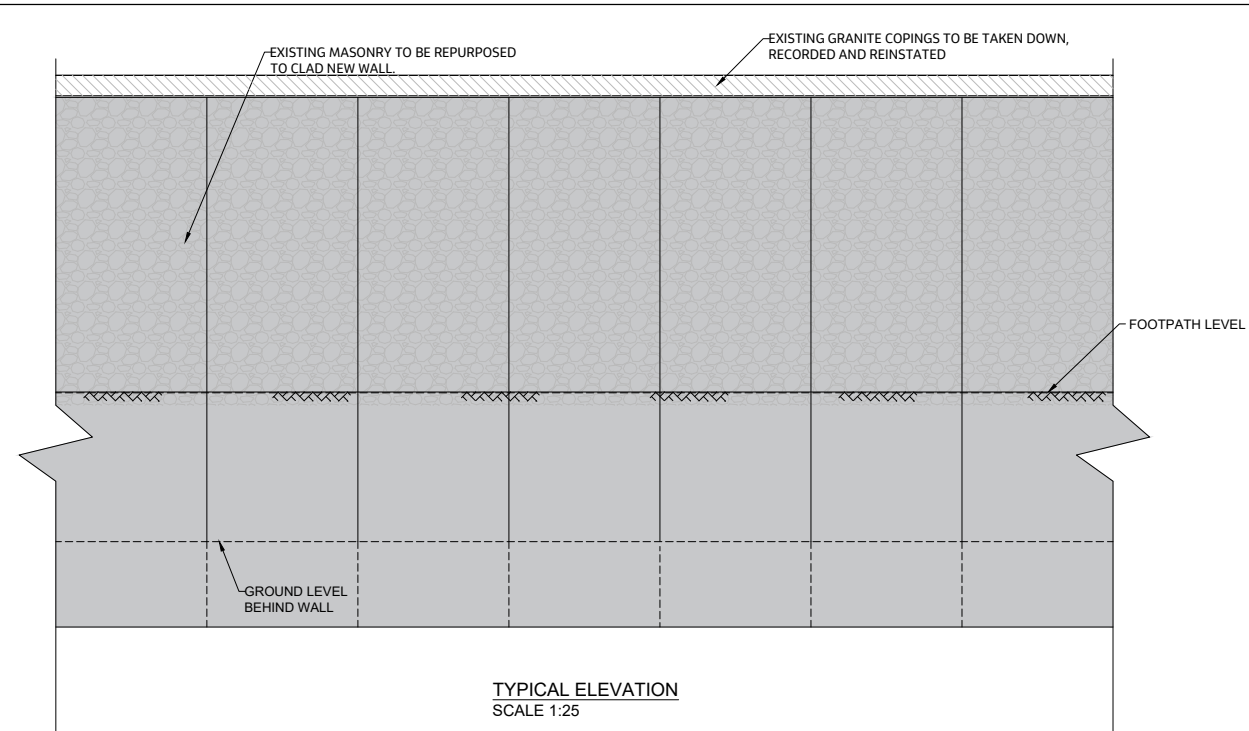 EXISTING MASONRY TO BE REPURPOSED
TO CLAD NEW WALL.
EXISTING GRANITE COPINGS TO BE TAKEN DOWN,
RECORDED AND REINSTATED
FOOTPATH LEVEL
GROUND LEVEL
BEHIND WALL
TYPICAL ELEVATION
SCALE 1:25